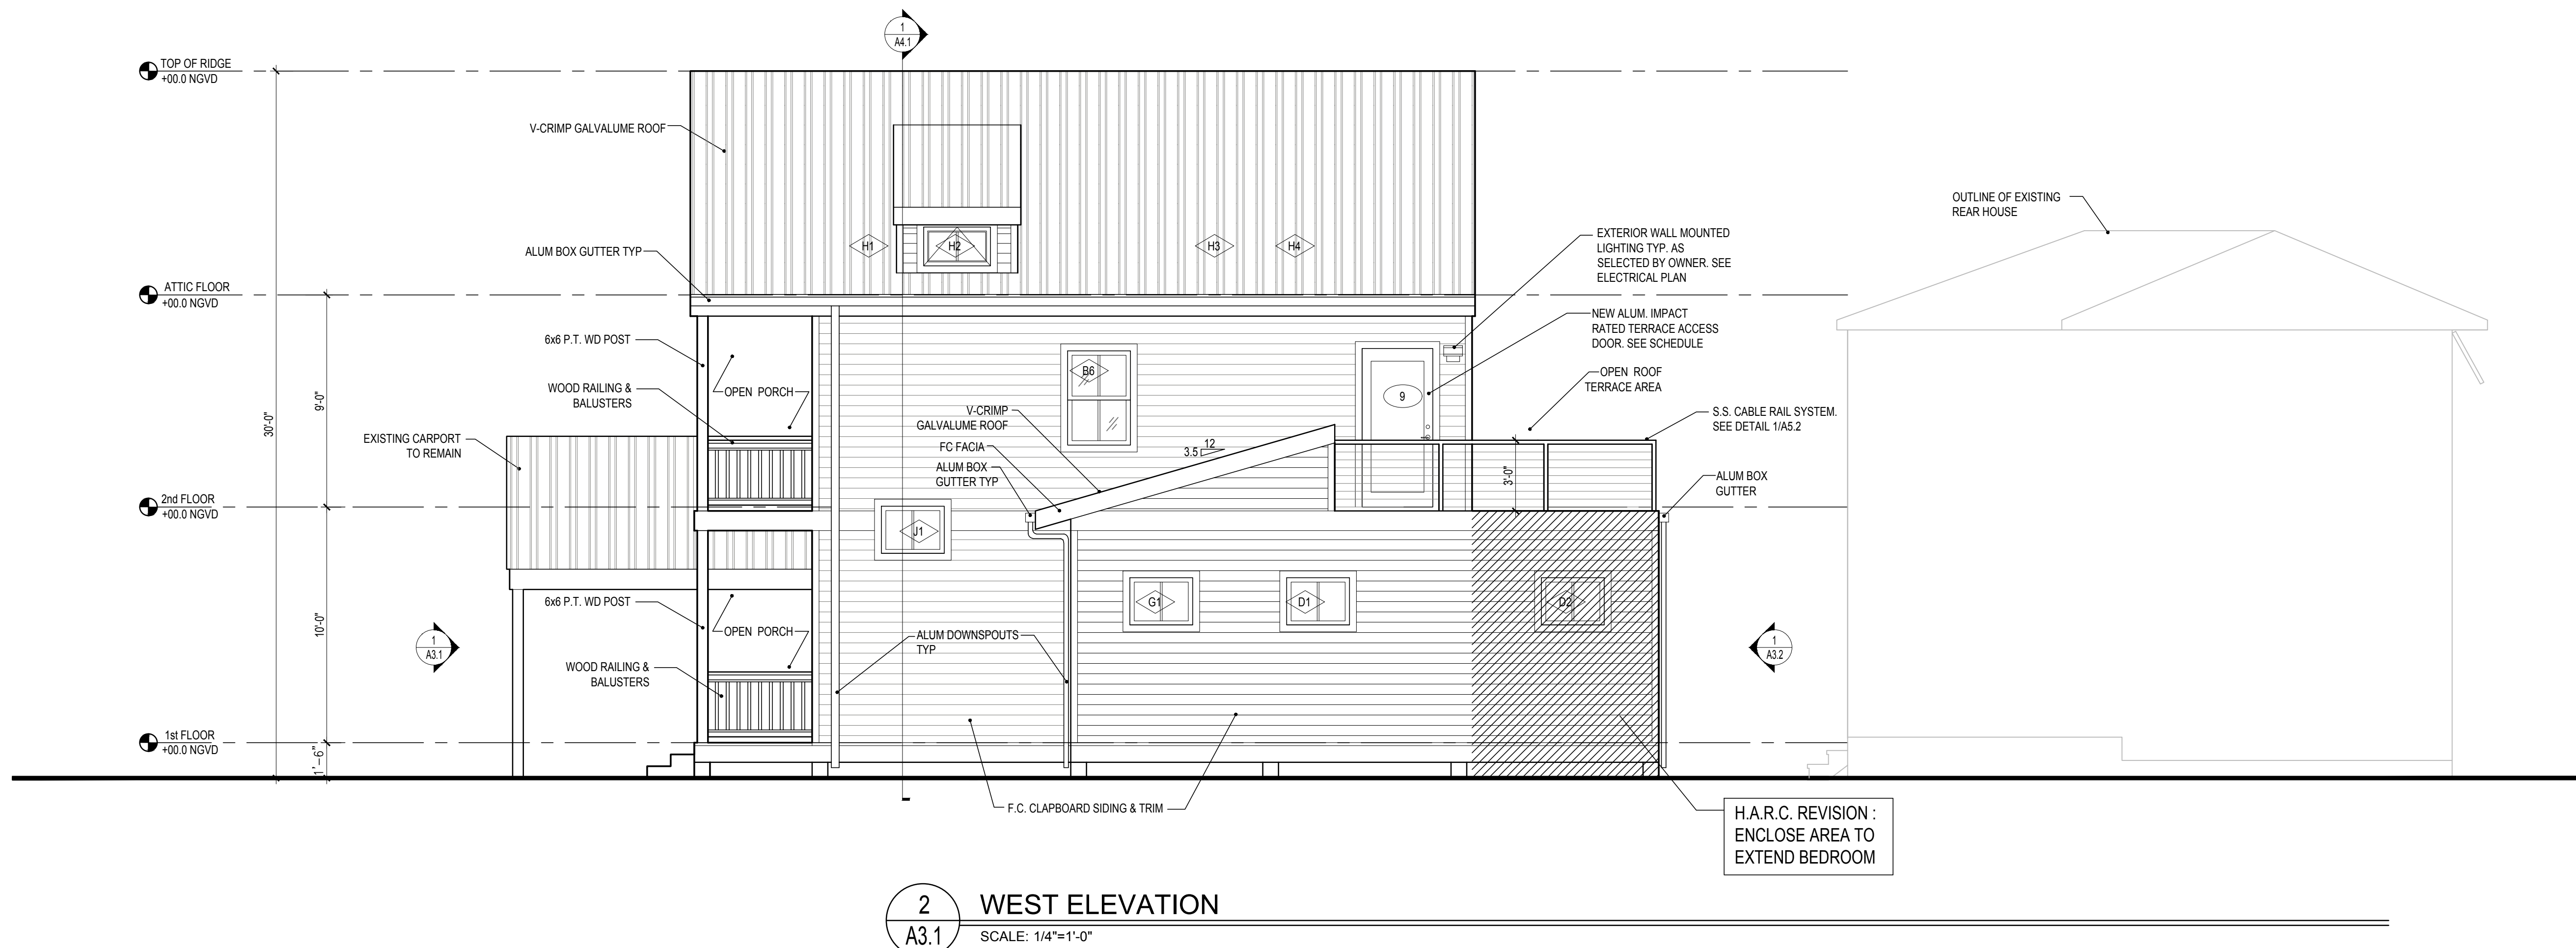 1
A4.1
TOP OF RIDGE
+00.0 NGVD
V-CRIMP GALVALUME ROOF
OUTLINE OF EXISTING
REAR HOUSE
H1
H2
H3
H4
EXTERIOR WALL MOUNTED
LIGHTING TYP. AS
SELECTED BY OWNER. SEE
ELECTRICAL PLAN
ALUM BOX GUTTER TYP
ATTIC FLOOR
+00.0 NGVD
NEW ALUM. IMPACT
RATED TERRACE ACCESS
DOOR. SEE SCHEDULE
6x6 P.T. WD POST
B6
OPEN ROOF
TERRACE AREA
WOOD RAILING &
BALUSTERS
OPEN PORCH
9
9'-0"
30'-0"
V-CRIMP
GALVALUME ROOF
S.S. CABLE RAIL SYSTEM.
SEE DETAIL 1/A5.2
EXISTING CARPORT
TO REMAIN
FC FACIA
12
3.5
ALUM BOX
GUTTER TYP
3'-0"
ALUM BOX
GUTTER
2nd FLOOR
+00.0 NGVD
J1
6x6 P.T. WD POST
G1
D1
D2
10'-0"
OPEN PORCH
ALUM DOWNSPOUTS
TYP
1
A3.1
1
A3.2
WOOD RAILING &
BALUSTERS
1st FLOOR
+00.0 NGVD
1'-6"
F.C. CLAPBOARD SIDING & TRIM
H.A.R.C. REVISION :
ENCLOSE AREA TO
EXTEND BEDROOM
2
A3.1
WEST ELEVATION
SCALE: 1/4"=1'-0"